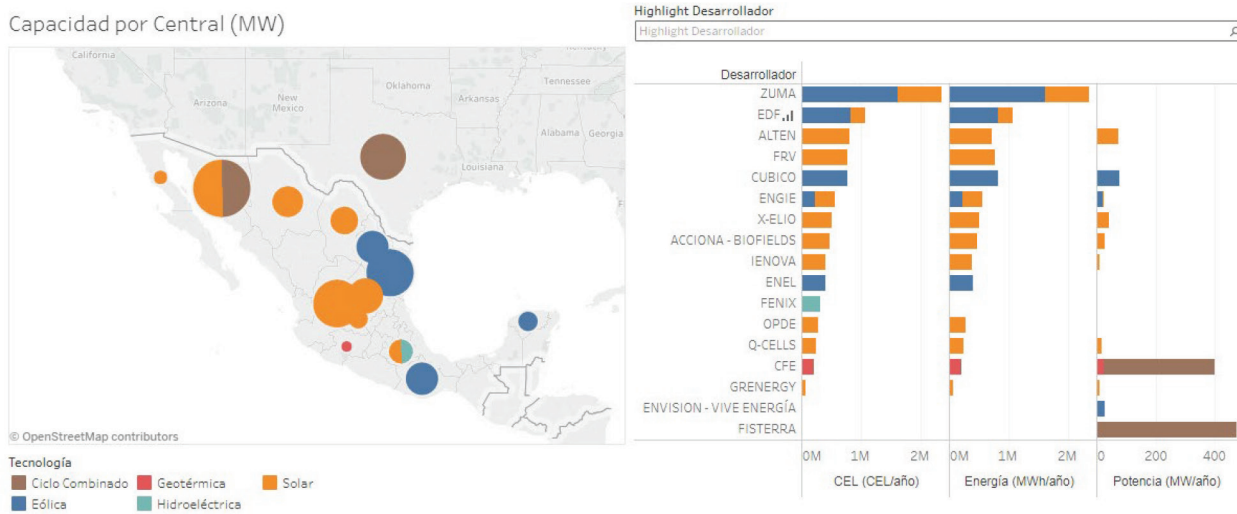 Capacidad por Central (MW)
California
Arizona
New
Mexico
Oklahoma
Arkansas
Tennessee
Alabama
Georgia
Louisiana
© OpenStreetMap contributors
Tecnología
Ciclo Combinado
Geotérmica
Solar
Eólica
Hidroeléctrica
Highlight Desarrollador
Highlight Desarrollador
Desarrollador
ZUMA
EDF
ALTEN
FRV
CUBICO
ENGIE
X-ELIO
ACCIONA - BIOFIELDS
IENOVA
ENEL
FENIX
OPDE
Q-CELLS
CFE
GRENERGY
ENVISION - VIVE ENERGÍA
FISTERRA
0M 1M 2M 0M 1M 2M 0 200 400
CEL (CEL/año) Energía (MWh/año) Potencia (MW/año)